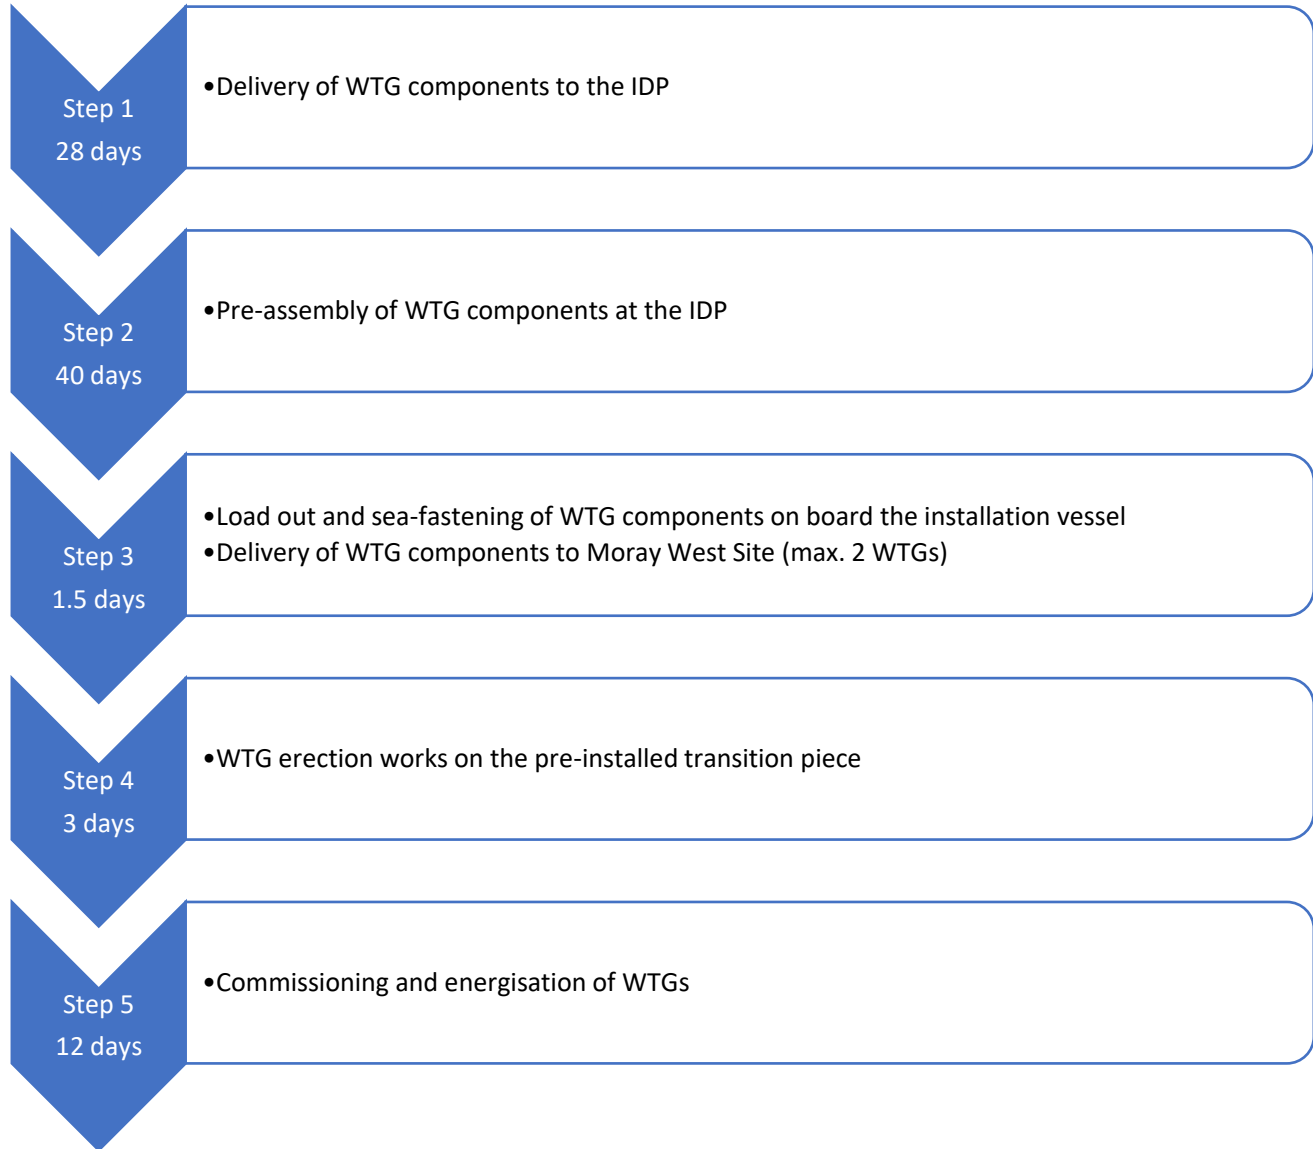 Step 1
28 days
•Delivery of WTG components to the IDP
Step 2
40 days
•Pre-assembly of WTG components at the IDP
Step 3
1.5 days
•Load out and sea-fastening of WTG components on board the installation vessel
•Delivery of WTG components to Moray West Site (max. 2 WTGs)
Step 4
3 days
•WTG erection works on the pre-installed transition piece
Step 5
12 days
•Commissioning and energisation of WTGs